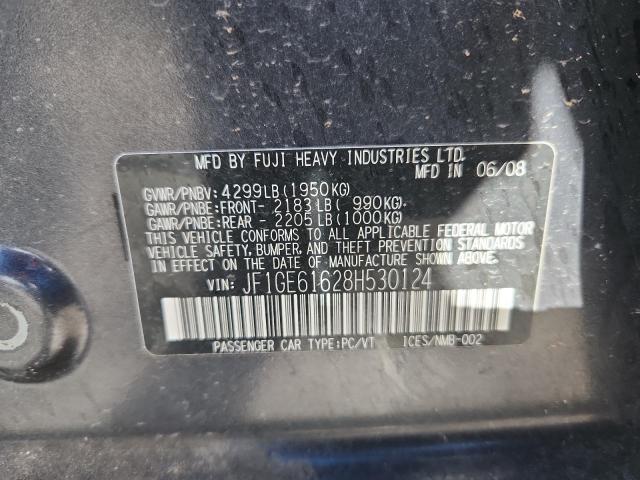 MFD BY FUJI HEAVY INDUSTRIES LTD.
MFD IN 06/08
GVWR/PNBV: 4299LB(1950KG)
GAWR/PNBE:FRONT- 2183LB( 990KG),
GAWR/PNBE:REAR - 2205LB(1000KG)
THIS VEHICLE CONFORMS TO ALL APPLICABLE FEDERAL MOTOR
VEHICLE SAFETY, BUMPER, AND THEFT PREVENTION STANDARDS
IN EFFECT ON THE DATE OF MANUFACTURE SHOWN ABOVE.
VIN: JF1GE61628H530124
PASSENGER CAR TYPE:PC/VT ICES/NMB-002